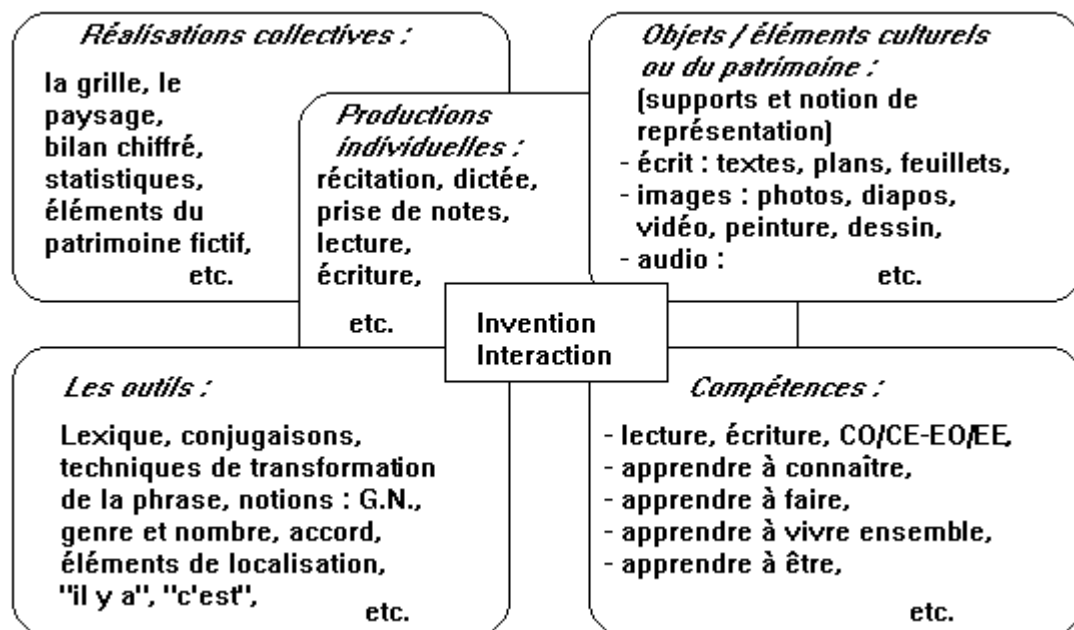 Réalisations collectives :
la grille, le
paysage,
bilan chiffré,
statistiques,
éléments du
patrimoine fictif,
etc.
Productions
individuelles :
récitation, dictée,
prise de notes,
lecture,
écriture,
etc.
Objets / éléments culturels
ou du patrimoine :
(supports et notion de
représentation)
- écrit : textes, plans, feuillets,
- images : photos, diapos,
vidéo, peinture, dessin,
- audio :
etc.
Invention
Interaction
Les outils :
Lexique, conjugaisons,
techniques de transformation
de la phrase, notions : G.N.,
genre et nombre, accord,
éléments de localisation,
"il y a", "c'est",
etc.
Compétences :
- lecture, écriture, CO/CE-EO/EE,
- apprendre à connaître,
- apprendre à faire,
- apprendre à vivre ensemble,
- apprendre à être,
etc.